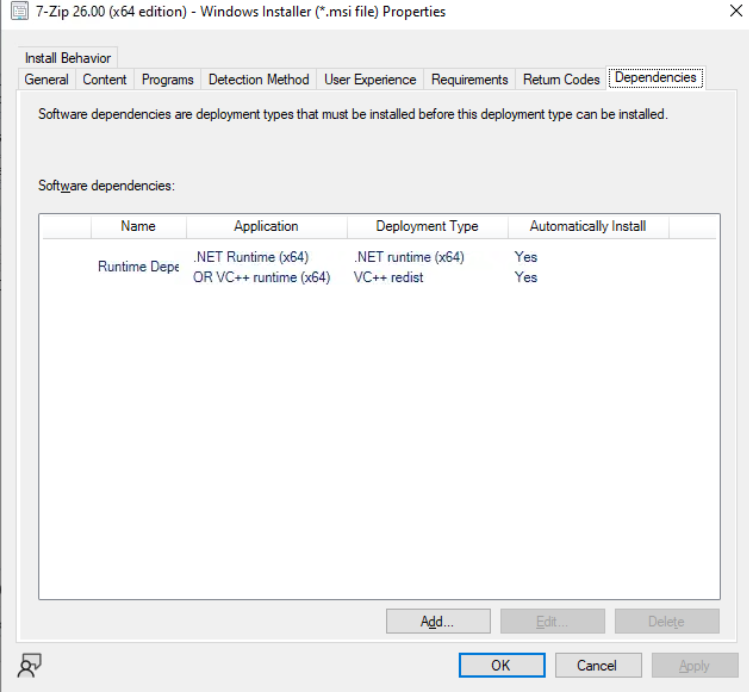 7-Zip 26.00 (x64 edition) - Windows Installer (*.msi file) Properties
Install Behavior
General Content Programs Detection Method User Experience Requirements Return Codes Dependencies
Software dependencies are deployment types that must be installed before this deployment type can be installed.
Software dependencies:
Name Application Deployment Type Automatically Install
Runtime Depe .NET Runtime (x64) .NET runtime (x64) Yes
OR VC++ runtime (x64) VC++ redist Yes
Add... Edit... Delete
OK Cancel Apply